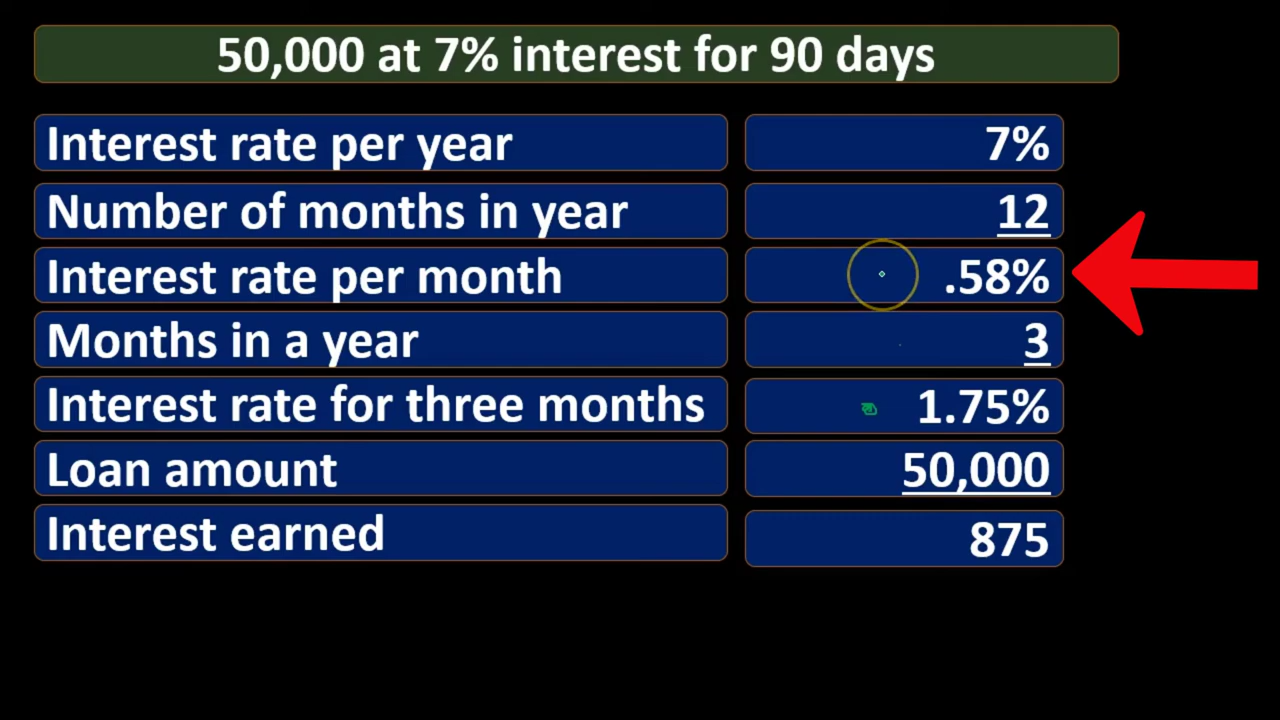 50,000 at 7% interest for 90 days
Interest rate per year 7%
Number of months in year 12
Interest rate per month .58%
Months in a year 3
Interest rate for three months 1.75%
Loan amount 50,000
Interest earned 875